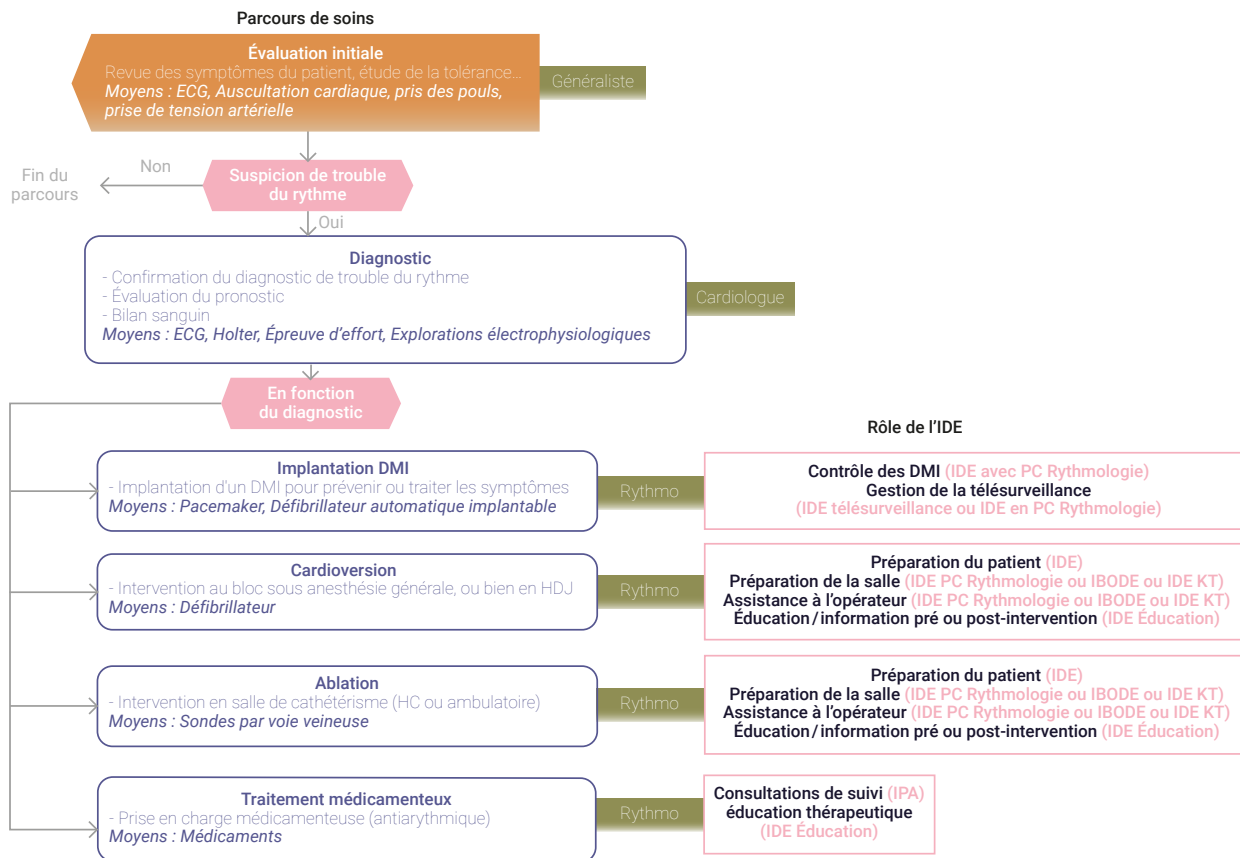 Parcours de soins
Évaluation initiale
Revue des symptômes du patient, étude de la tolérance...
Moyens : ECG, Auscultation cardiaque, pris des pouls,
prise de tension artérielle
Généraliste
Suspicion de trouble
du rythme
Non
Fin du
parcours
Oui
Diagnostic
- Confirmation du diagnostic de trouble du rythme
- Évaluation du pronostic
- Bilan sanguin
Moyens : ECG, Holter, Épreuve d'effort, Explorations électrophysiologiques
Cardiologue
En fonction
du diagnostic
Rôle de l'IDE
Implantation DMI
- Implantation d'un DMI pour prévenir ou traiter les symptômes
Moyens : Pacemaker, Défibrillateur automatique implantable
Rythmo
Contrôle des DMI (IDE avec PC Rythmologie)
Gestion de la télésurveillance
(IDE télésurveillance ou IDE en PC Rythmologie)
Cardioversion
- Intervention au bloc sous anesthésie générale, ou bien en HDJ
Moyens : Défibrillateur
Rythmo
Préparation du patient (IDE)
Préparation de la salle (IDE PC Rythmologie ou IBODE ou IDE KT)
Assistance à l'opérateur (IDE PC Rythmologie ou IBODE ou IDE KT)
Éducation / information pré ou post-intervention (IDE Éducation)
Ablation
- Intervention en salle de cathétérisme (HC ou ambulatoire)
Moyens : Sondes par voie veineuse
Rythmo
Préparation du patient (IDE)
Préparation de la salle (IDE PC Rythmologie ou IBODE ou IDE KT)
Assistance à l'opérateur (IDE PC Rythmologie ou IBODE ou IDE KT)
Éducation / information pré ou post-intervention (IDE Éducation)
Traitement médicamenteux
- Prise en charge médicamenteuse (antiarythmique)
Moyens : Médicaments
Rythmo
Consultations de suivi (IPA)
éducation thérapeutique
(IDE Éducation)